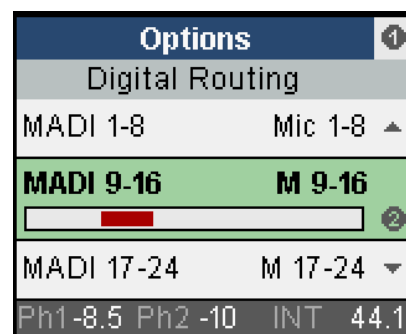 Options 1
Digital Routing
MADI 1-8 Mic 1-8
MADI 9-16 M 9-16
2
MADI 17-24 M 17-24
Ph1 -8.5 Ph2 -10 INT 44.1